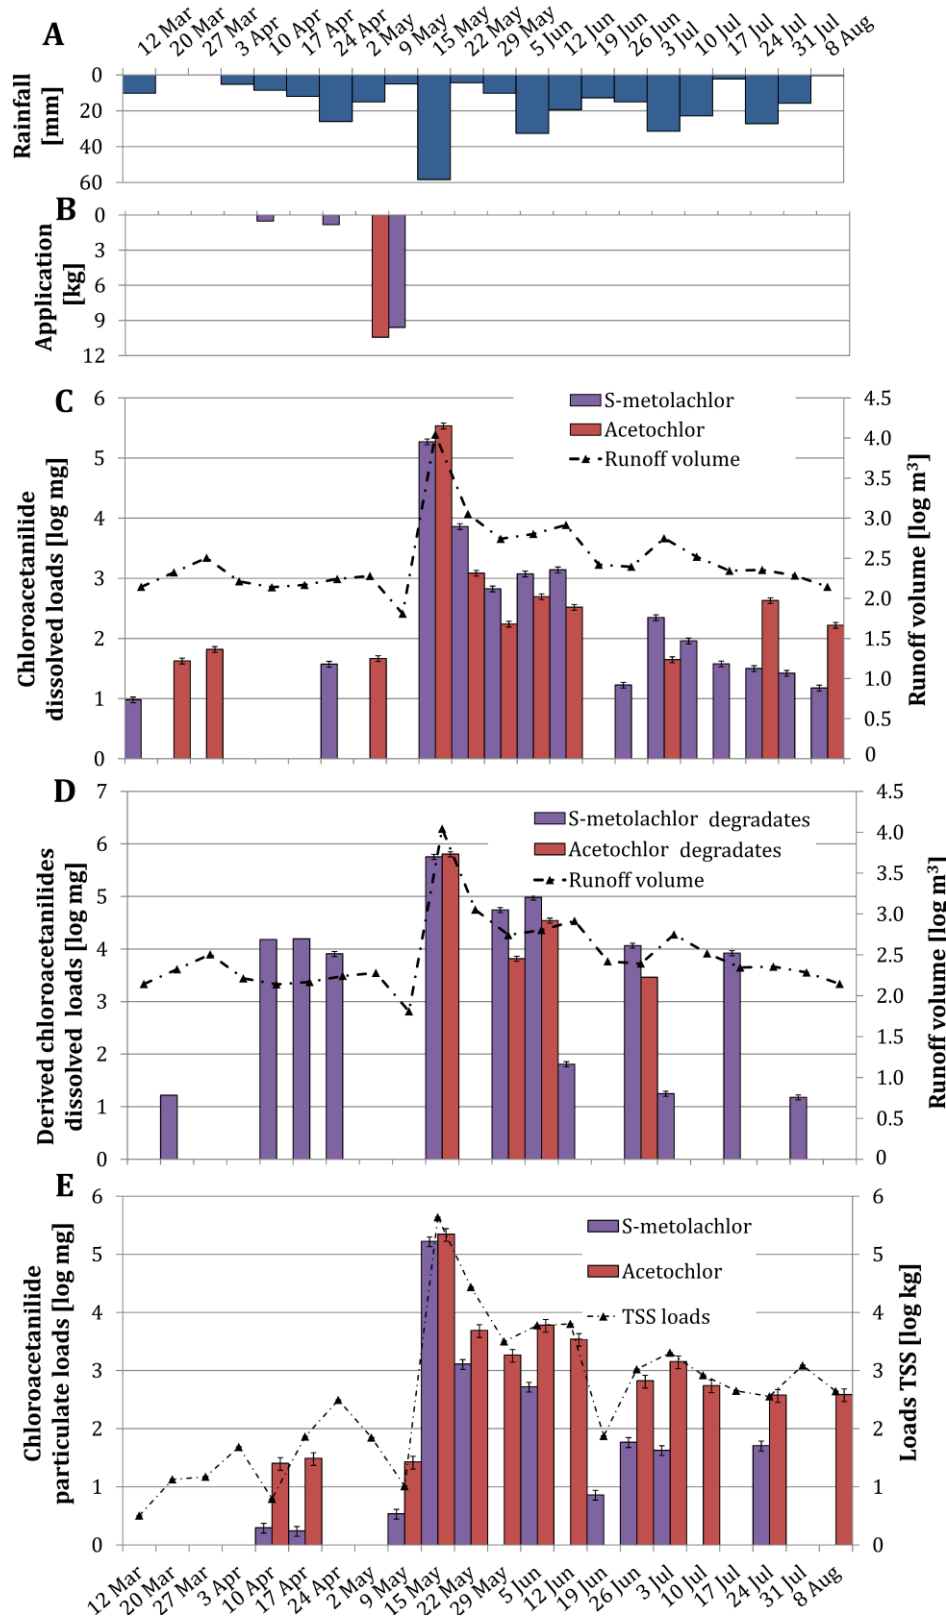 A
12 Mar
20 Mar
27 Mar
3 Apr
10 Apr
17 Apr
24 Apr
2 May
9 May
15 May
22 May
29 May
5 Jun
12 Jun
19 Jun
26 Jun
3 Jul
10 Jul
17 Jul
24 Jul
31 Jul
8 Aug
Rainfall
[mm]
0
20
40
60
B
Application
[kg]
0
3
6
9
12
C
Chloroacetanilide
dissolved loads [log mg]
6
5
4
3
2
1
0
S-metolachlor
Acetochlor
Runoff volume
4.5
4.0
3.5
3.0
2.5
2.0
1.5
1.0
0.5
0
Runoff volume [log m³]
D
Derived chloroacetanilides
dissolved loads [log mg]
7
6
5
4
3
2
1
0
S-metolachlor degradates
Acetochlor degradates
Runoff volume
4.5
4.0
3.5
3.0
2.5
2.0
1.5
1.0
0.5
0
Runoff volume [log m³]
E
Chloroacetanilide
particulate loads [log mg]
6
5
4
3
2
1
0
S-metolachlor
Acetochlor
TSS loads
6
5
4
3
2
1
0
Loads TSS [log kg]
12 Mar
20 Mar
27 Mar
3 Apr
10 Apr
17 Apr
24 Apr
2 May
9 May
15 May
22 May
29 May
5 Jun
12 Jun
19 Jun
26 Jun
3 Jul
10 Jul
17 Jul
24 Jul
31 Jul
8 Aug